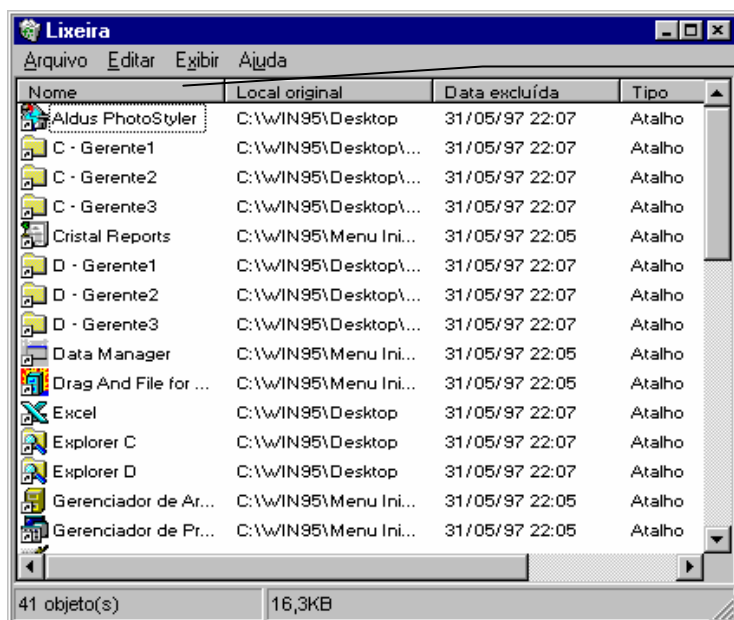 Lixeira
Arquivo Editar Exibir Ajuda
Nome Local original Data excluída Tipo
Aldus PhotoStyler C:\WIN95\Desktop 31/05/97 22:07 Atalho
C - Gerente1 C:\WIN95\Desktop\... 31/05/97 22:07 Atalho
C - Gerente2 C:\WIN95\Desktop\... 31/05/97 22:07 Atalho
C - Gerente3 C:\WIN95\Desktop\... 31/05/97 22:07 Atalho
Cristal Reports C:\WIN95\Menu Ini... 31/05/97 22:05 Atalho
D - Gerente1 C:\WIN95\Desktop\... 31/05/97 22:07 Atalho
D - Gerente2 C:\WIN95\Desktop\... 31/05/97 22:07 Atalho
D - Gerente3 C:\WIN95\Desktop\... 31/05/97 22:07 Atalho
Data Manager C:\WIN95\Menu Ini... 31/05/97 22:05 Atalho
Drag And File for ... C:\WIN95\Menu Ini... 31/05/97 22:05 Atalho
Excel C:\WIN95\Desktop 31/05/97 22:07 Atalho
Explorer C C:\WIN95\Desktop 31/05/97 22:07 Atalho
Explorer D C:\WIN95\Desktop 31/05/97 22:07 Atalho
Gerenciador de Ar... C:\WIN95\Menu Ini... 31/05/97 22:05 Atalho
Gerenciador de Pr... C:\WIN95\Menu Ini... 31/05/97 22:05 Atalho
41 objeto(s) 16,3KB